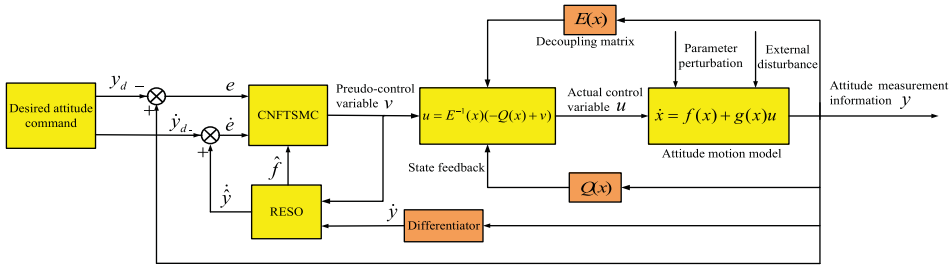 E(x)
Decoupling matrix
Parameter
perturbation
External
disturbance
Desired attitude
command
y_d −
+
e
CNFTSMC
Preudo-control
variable v
u = E⁻¹(x)(−Q(x) + v)
Actual control
variable u
ẋ = f(x) + g(x)u
Attitude motion model
Attitude measurement
information y
ẏ_d −
+
ė
f̂
State feedback
Q(x)
ŷ̇
RESO
ẏ
Differentiator